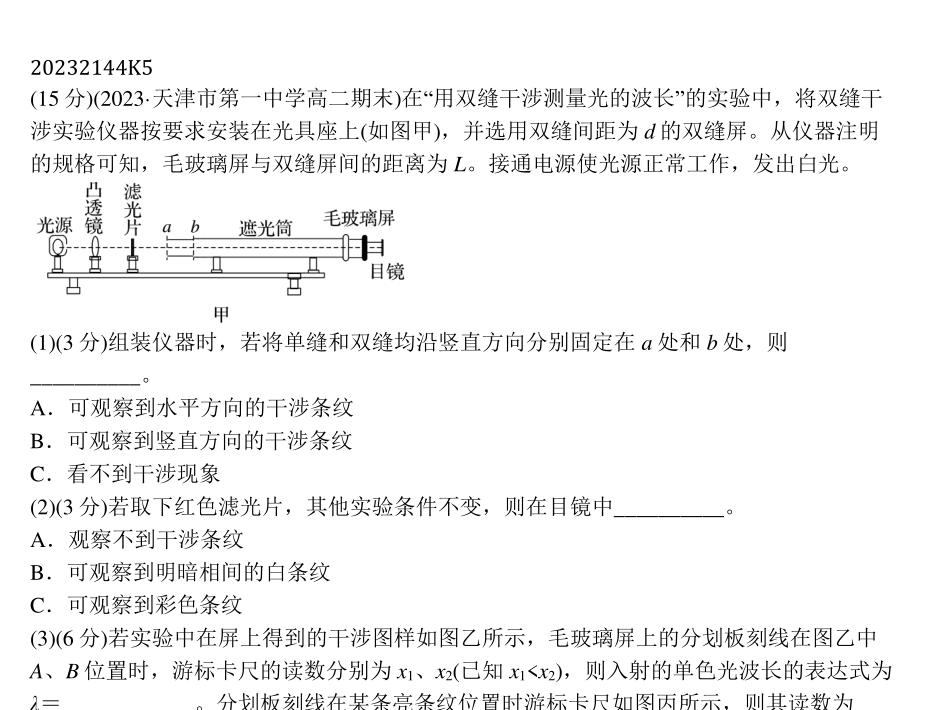 20232144K5
(15 分)(2023·天津市第一中学高二期末)在“用双缝干涉测量光的波长”的实验中，将双缝干
涉实验仪器按要求安装在光具座上(如图甲)，并选用双缝间距为 d 的双缝屏。从仪器注明
的规格可知，毛玻璃屏与双缝屏间的距离为 L。接通电源使光源正常工作，发出白光。
光源
凸透镜
滤光片
a
b
遮光筒
毛玻璃屏
目镜
甲
(1)(3 分)组装仪器时，若将单缝和双缝均沿竖直方向分别固定在 a 处和 b 处，则
__________。
A．可观察到水平方向的干涉条纹
B．可观察到竖直方向的干涉条纹
C．看不到干涉现象
(2)(3 分)若取下红色滤光片，其他实验条件不变，则在目镜中__________。
A．观察不到干涉条纹
B．可观察到明暗相间的白条纹
C．可观察到彩色条纹
(3)(6 分)若实验中在屏上得到的干涉图样如图乙所示，毛玻璃屏上的分划板刻线在图乙中
A、B 位置时，游标卡尺的读数分别为 x₁、x₂(已知 x₁<x₂)，则入射的单色光波长的表达式为
λ＝__________。分划板刻线在某条亮条纹位置时游标卡尺如图丙所示，则其读数为